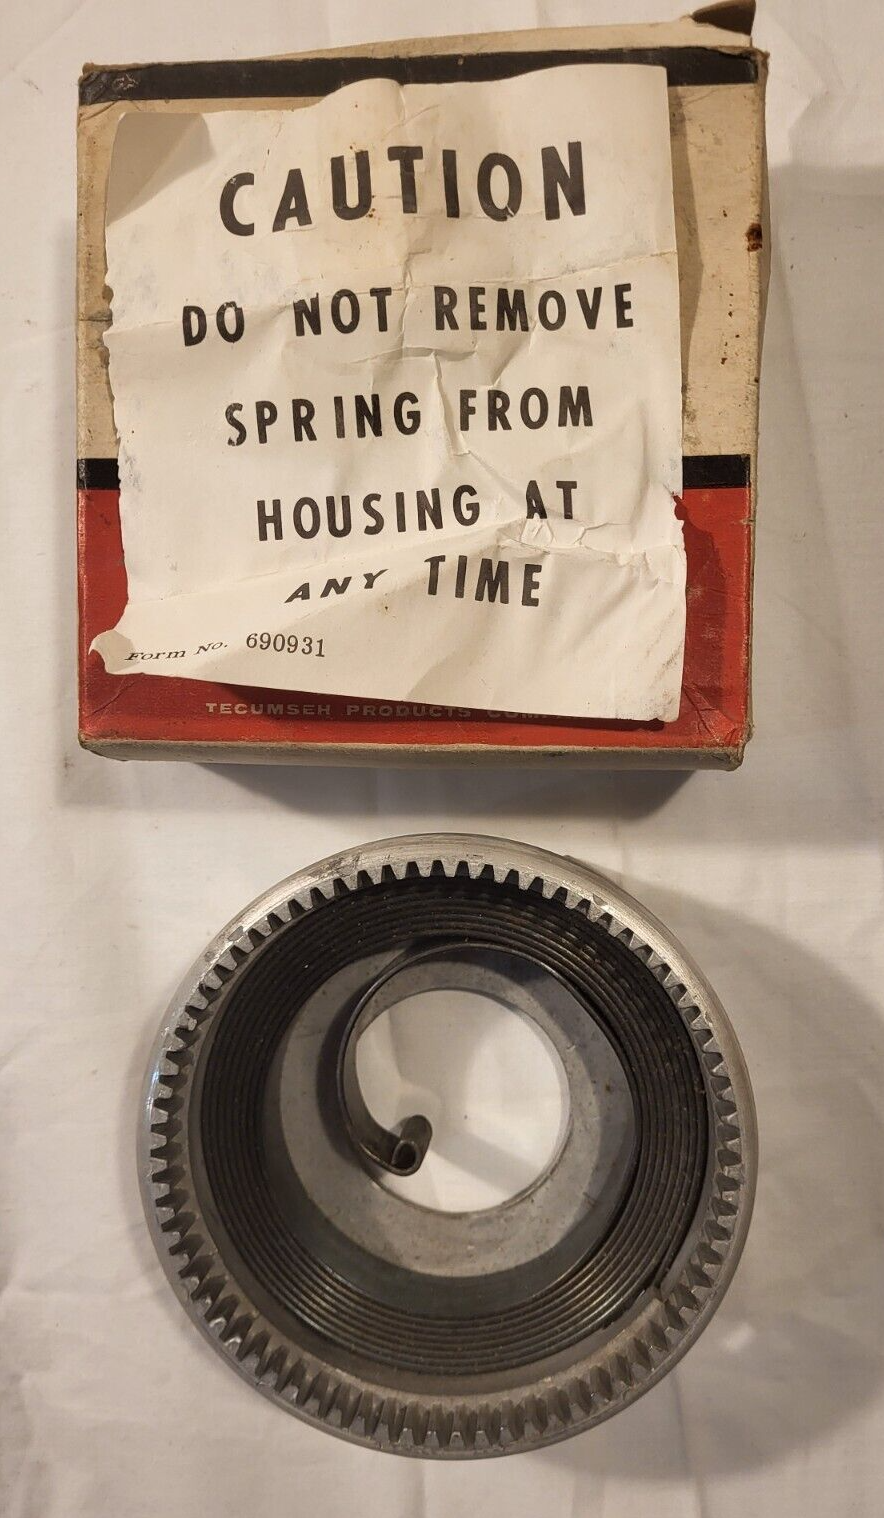 CAUTION
DO NOT REMOVE
SPRING FROM
HOUSING AT
ANY TIME
Form No. 690931
TECUMSEH PRODUCTS